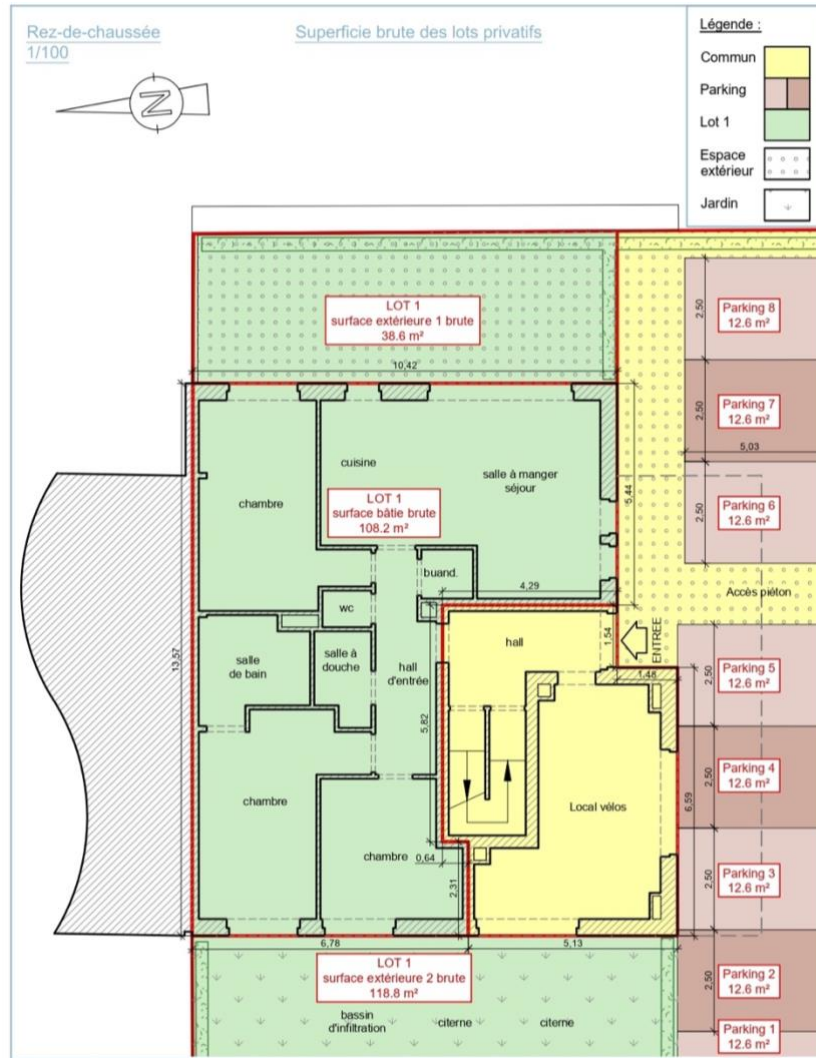 Rez-de-chaussée
1/100
Superficie brute des lots privatifs
Légende :
Commun
Parking
Lot 1
Espace
extérieur
Jardin
N
LOT 1
surface extérieure 1 brute
38.6 m²
10,42
2,50
Parking 8
12.6 m²
2,50
Parking 7
12.6 m²
5,03
2,50
Parking 6
12.6 m²
cuisine
salle à manger
séjour
chambre
LOT 1
surface bâtie brute
108.2 m²
5,44
buand.
4,29
Accès piéton
wc
hall
1,54
ENTREE
1,48
13,57
salle
de bain
salle à
douche
hall
d'entrée
5,82
2,50
Parking 5
12.6 m²
2,50
Parking 4
12.6 m²
6,59
chambre
Local vélos
chambre
0,64
2,31
2,50
Parking 3
12.6 m²
6,78
5,13
LOT 1
surface extérieure 2 brute
118.8 m²
2,50
Parking 2
12.6 m²
bassin
d'infiltration
citerne
citerne
Parking 1
12.6 m²